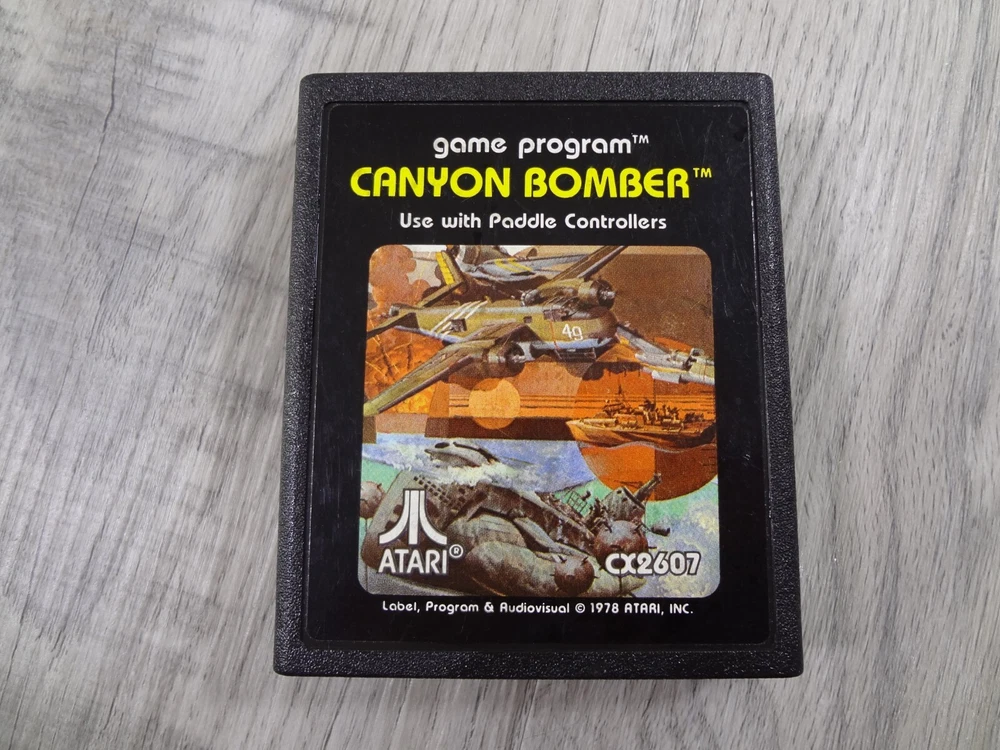 game program™
CANYON BOMBER™
Use with Paddle Controllers
49
ATARI®
CX2607
Label, Program & Audiovisual © 1978 ATARI, INC.